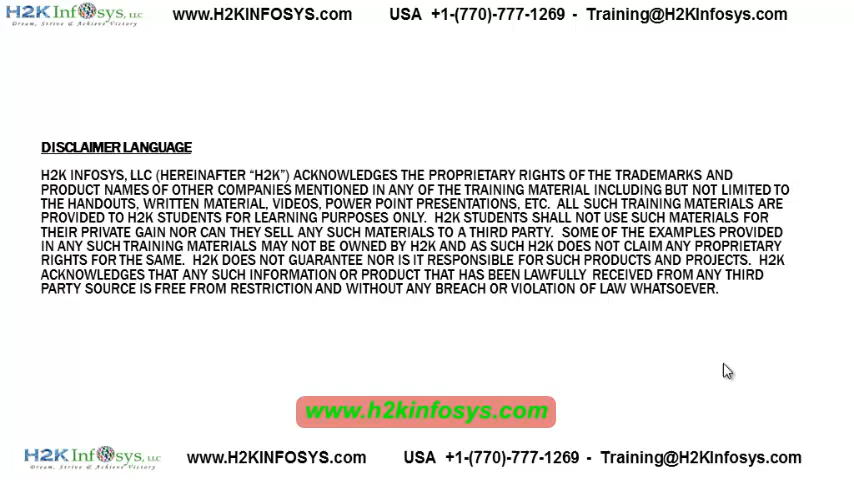 H2K Infosys, LLC www.H2KINFOSYS.com USA +1-(770)-777-1269 - Training@H2KInfosys.com
Dream, Strive & Achieve Victory
DISCLAIMER LANGUAGE
H2K INFOSYS, LLC (HEREINAFTER “H2K”) ACKNOWLEDGES THE PROPRIETARY RIGHTS OF THE TRADEMARKS AND
PRODUCT NAMES OF OTHER COMPANIES MENTIONED IN ANY OF THE TRAINING MATERIAL INCLUDING BUT NOT LIMITED TO
THE HANDOUTS, WRITTEN MATERIAL, VIDEOS, POWER POINT PRESENTATIONS, ETC. ALL SUCH TRAINING MATERIALS ARE
PROVIDED TO H2K STUDENTS FOR LEARNING PURPOSES ONLY. H2K STUDENTS SHALL NOT USE SUCH MATERIALS FOR
THEIR PRIVATE GAIN NOR CAN THEY SELL ANY SUCH MATERIALS TO A THIRD PARTY. SOME OF THE EXAMPLES PROVIDED
IN ANY SUCH TRAINING MATERIALS MAY NOT BE OWNED BY H2K AND AS SUCH H2K DOES NOT CLAIM ANY PROPRIETARY
RIGHTS FOR THE SAME. H2K DOES NOT GUARANTEE NOR IS IT RESPONSIBLE FOR SUCH PRODUCTS AND PROJECTS. H2K
ACKNOWLEDGES THAT ANY SUCH INFORMATION OR PRODUCT THAT HAS BEEN LAWFULLY RECEIVED FROM ANY THIRD
PARTY SOURCE IS FREE FROM RESTRICTION AND WITHOUT ANY BREACH OR VIOLATION OF LAW WHATSOEVER.
www.h2kinfosys.com
H2K Infosys, LLC www.H2KINFOSYS.com USA +1-(770)-777-1269 - Training@H2KInfosys.com
Dream, Strive & Achieve Victory